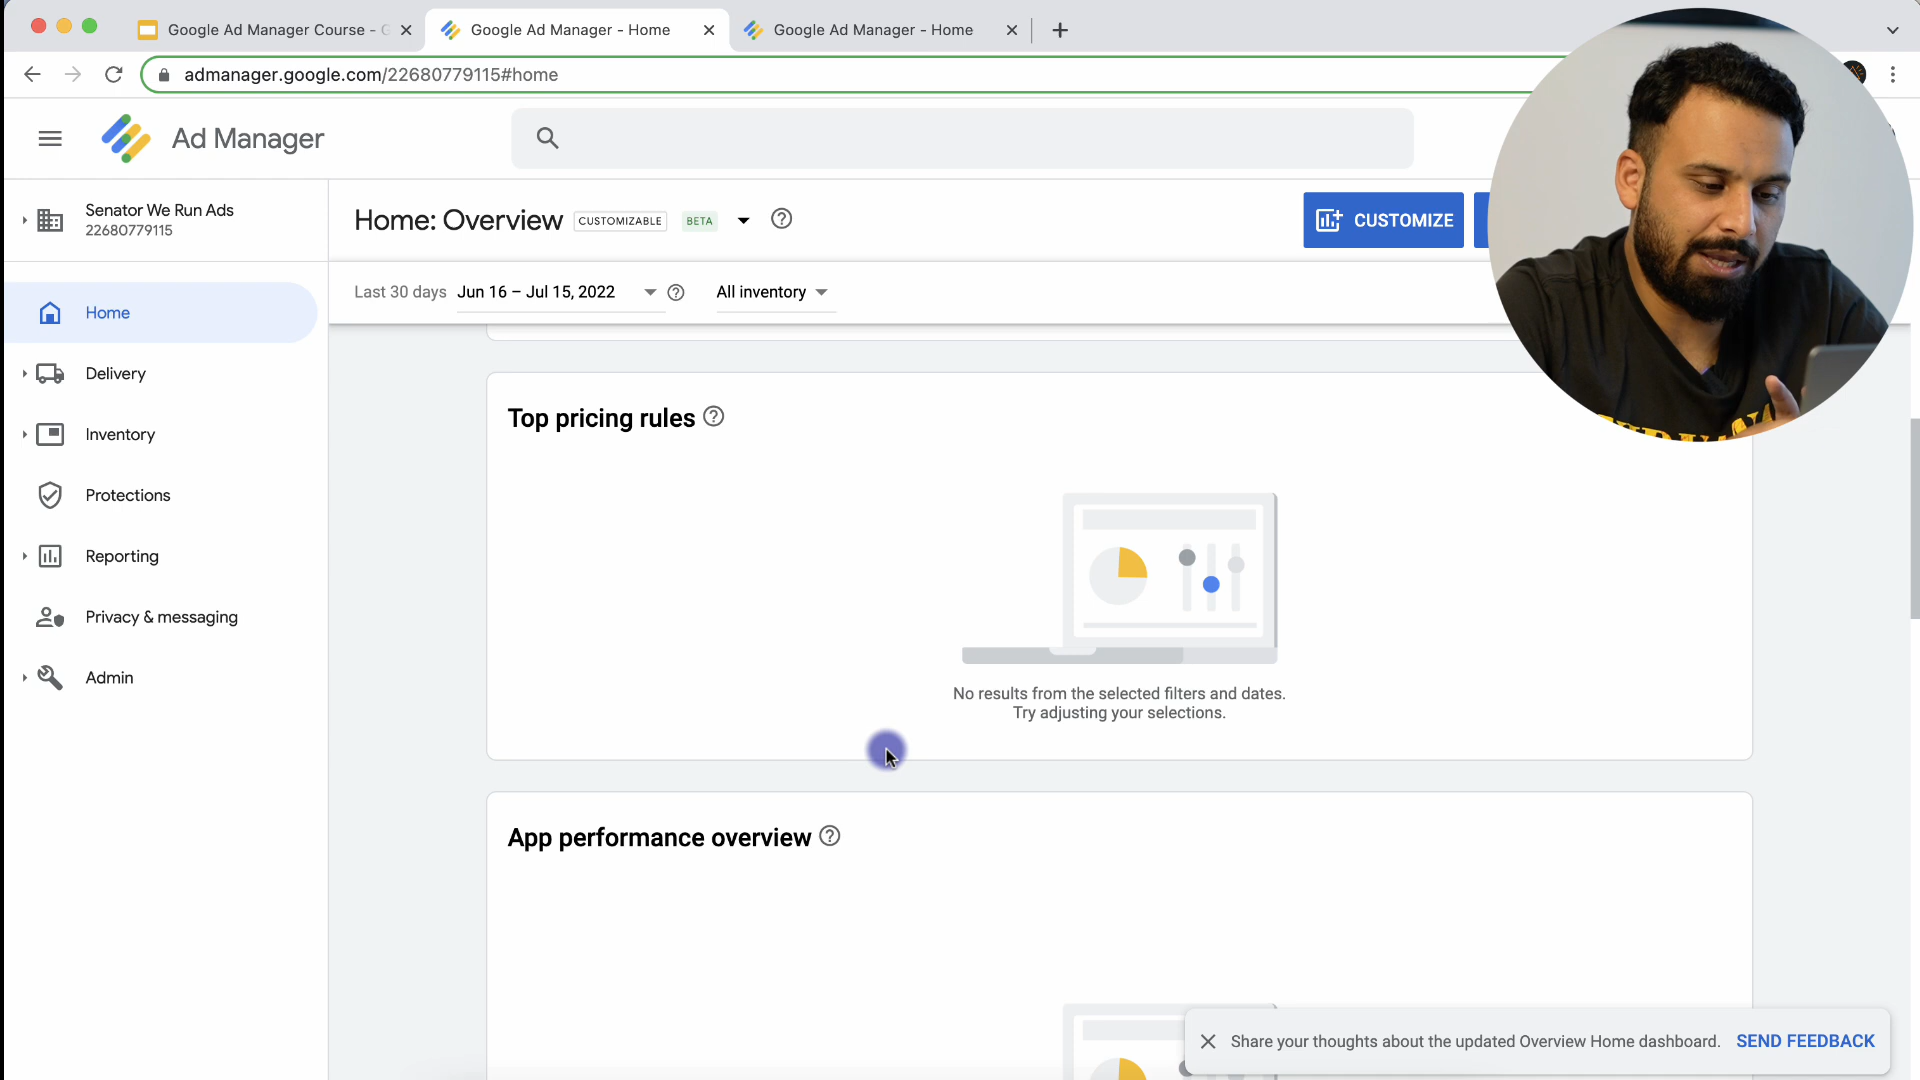 Google Ad Manager Course - G
Google Ad Manager - Home
Google Ad Manager - Home
admanager.google.com/22680779115#home
Ad Manager
Senator We Run Ads
22680779115
Home: Overview CUSTOMIZABLE BETA
CUSTOMIZE
Last 30 days Jun 16 – Jul 15, 2022
All inventory
Home
Delivery
Inventory
Protections
Reporting
Privacy & messaging
Admin
Top pricing rules
No results from the selected filters and dates.
Try adjusting your selections.
App performance overview
Share your thoughts about the updated Overview Home dashboard. SEND FEEDBACK